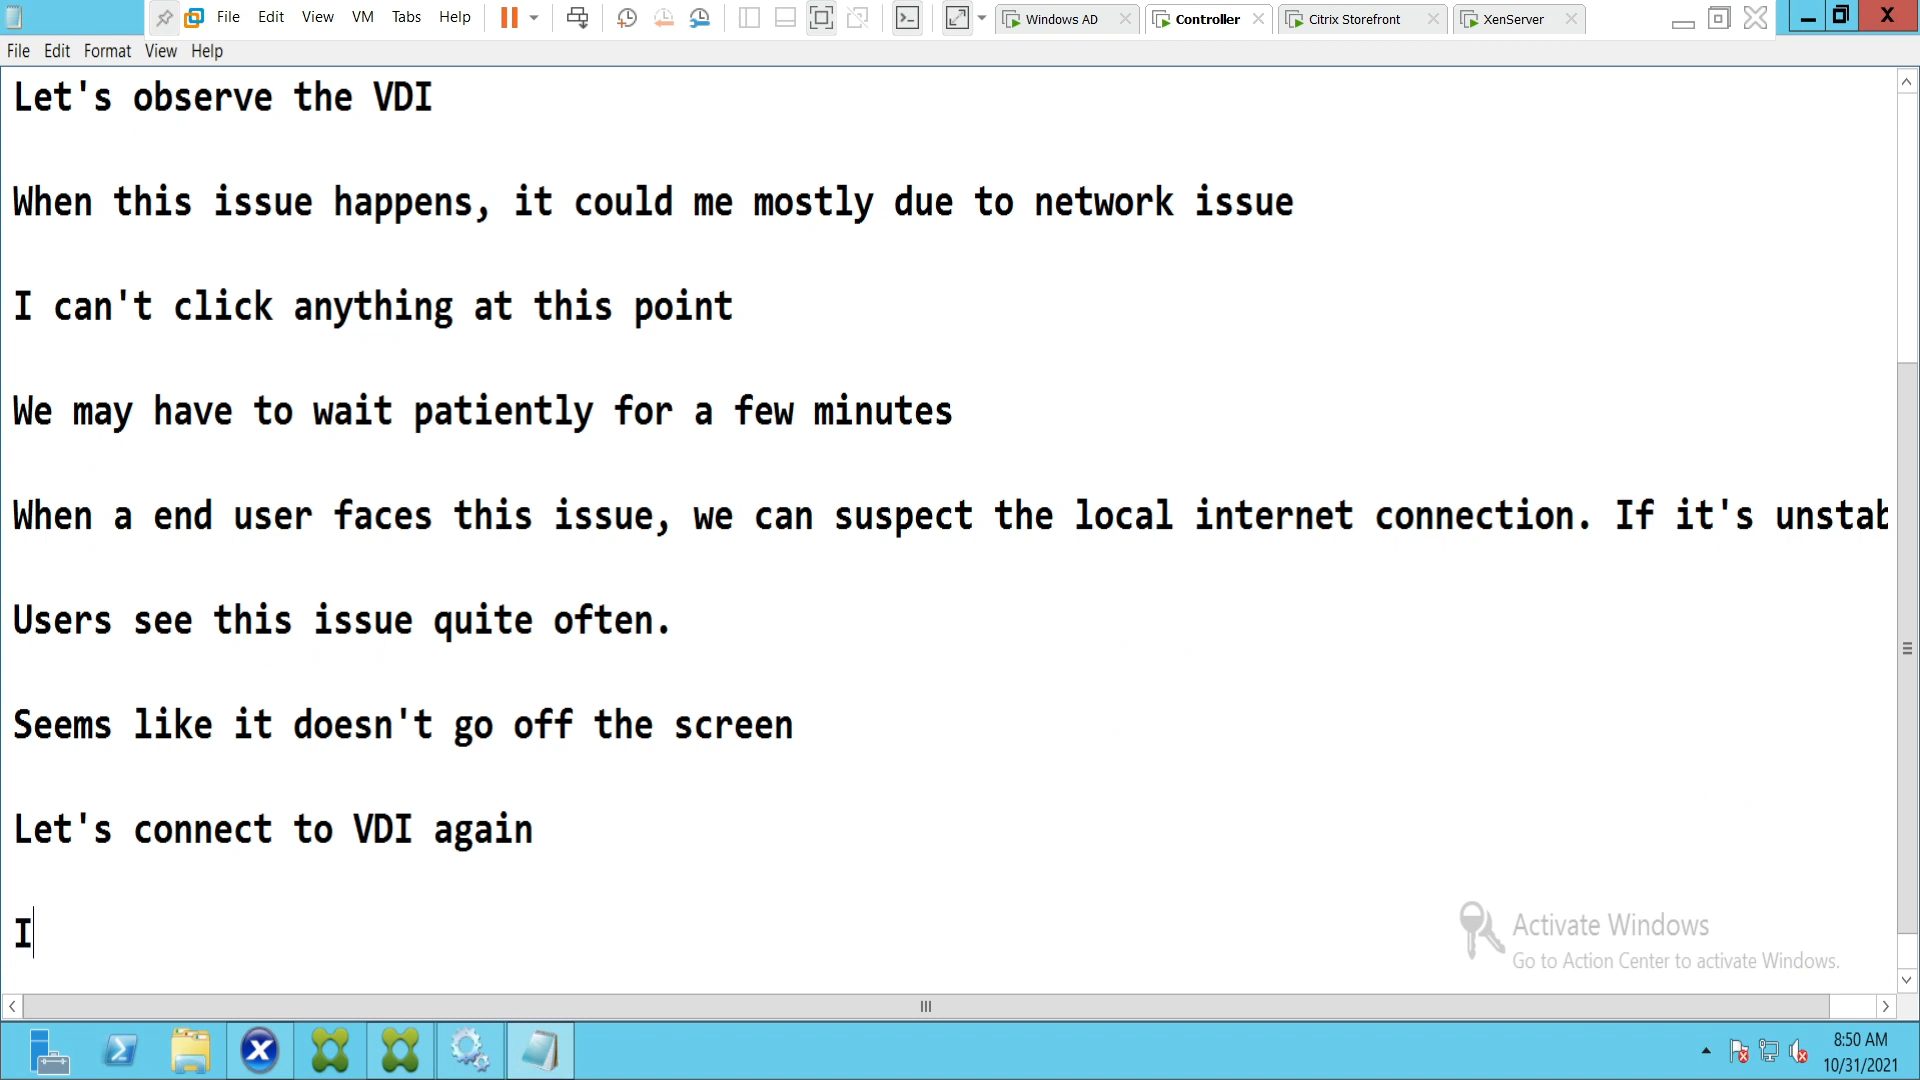 File Edit View VM Tabs Help Windows AD Controller Citrix Storefront XenServer
File Edit Format View Help
Let's observe the VDI
When this issue happens, it could me mostly due to network issue
I can't click anything at this point
We may have to wait patiently for a few minutes
When a end user faces this issue, we can suspect the local internet connection. If it's unstab
Users see this issue quite often.
Seems like it doesn't go off the screen
Let's connect to VDI again
I
Activate Windows
Go to Action Center to activate Windows.
8:50 AM
10/31/2021